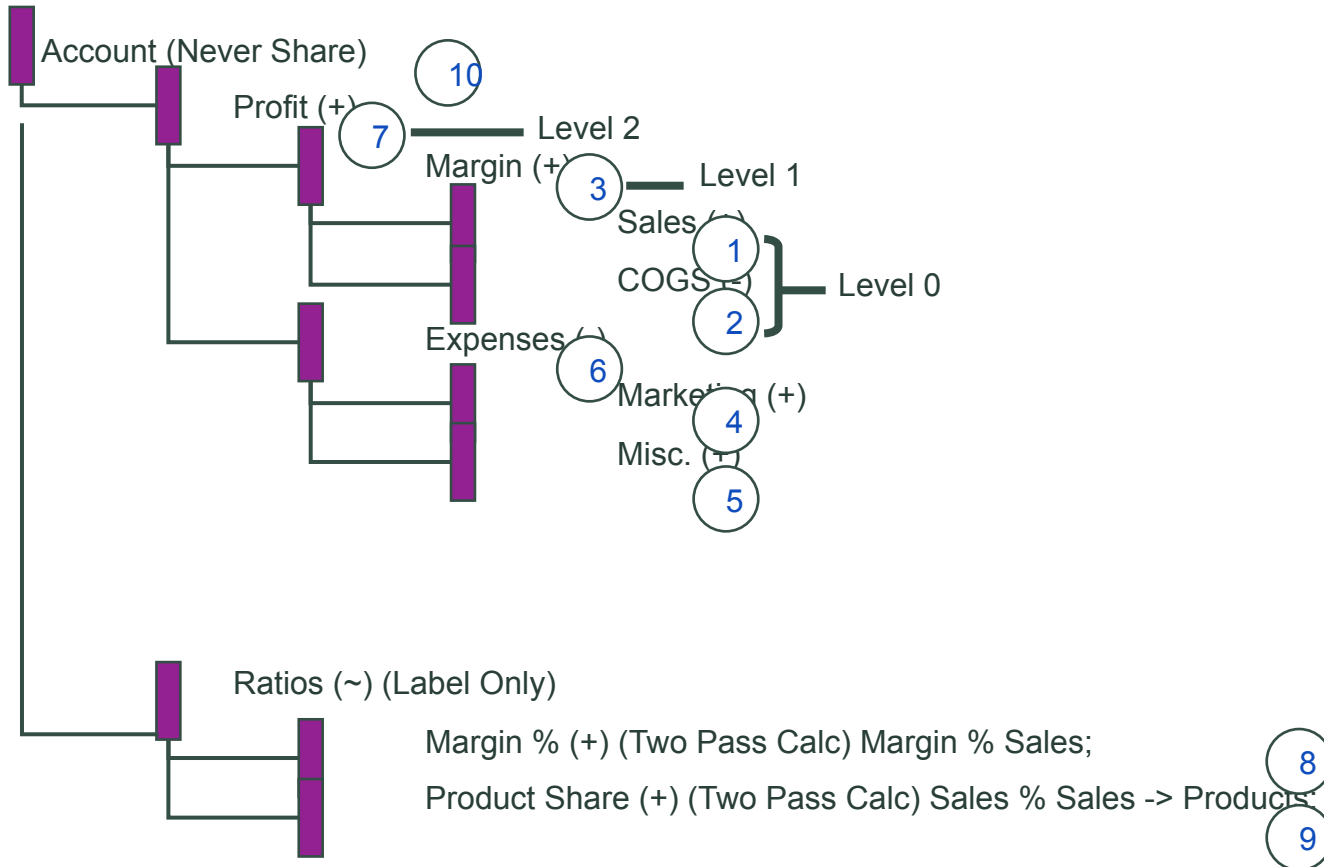 Account (Never Share)
10
Profit (+)
7
Level 2
Margin (+)
3
Level 1
Sales (+)
1
COGS (-)
2
Level 0
Expenses (-)
6
Marketing (+)
4
Misc. (+)
5
Ratios (~) (Label Only)
Margin % (+) (Two Pass Calc) Margin % Sales;
8
Product Share (+) (Two Pass Calc) Sales % Sales -> Products;
9